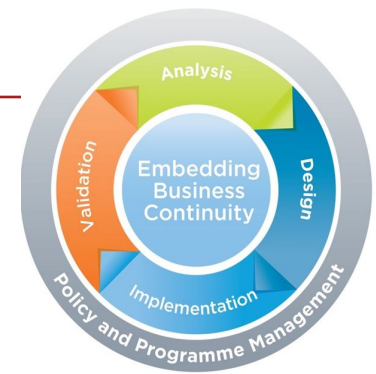 Analysis
Design
Implementation
Validation
Embedding
Business
Continuity
Policy and Programme Management